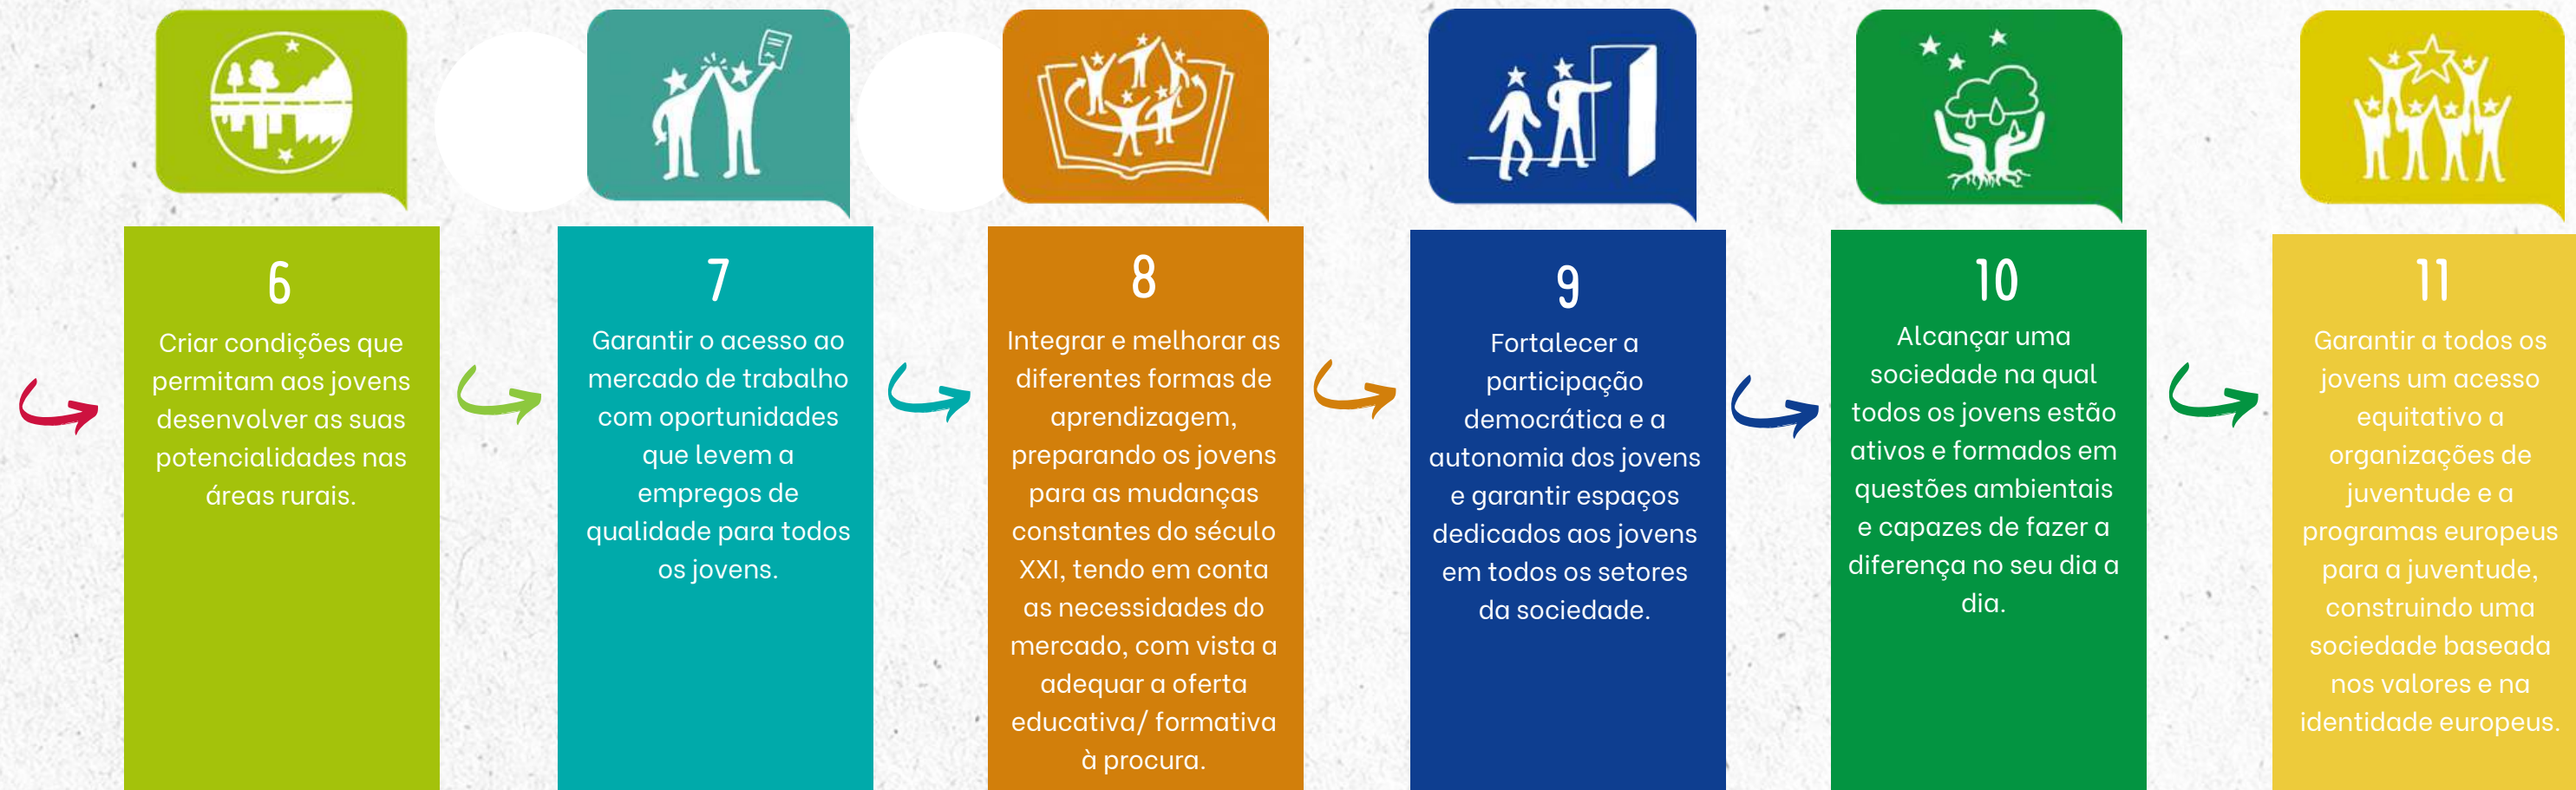 6
Criar condições que
permitam aos jovens
desenvolver as suas
potencialidades nas
áreas rurais.
7
Garantir o acesso ao
mercado de trabalho
com oportunidades
que levem a
empregos de
qualidade para todos
os jovens.
8
Integrar e melhorar as
diferentes formas de
aprendizagem,
preparando os jovens
para as mudanças
constantes do século
XXI, tendo em conta
as necessidades do
mercado, com vista a
adequar a oferta
educativa/ formativa
à procura.
9
Fortalecer a
participação
democrática e a
autonomia dos jovens
e garantir espaços
dedicados aos jovens
em todos os setores
da sociedade.
10
Alcançar uma
sociedade na qual
todos os jovens estão
ativos e formados em
questões ambientais
e capazes de fazer a
diferença no seu dia a
dia.
11
Garantir a todos os
jovens um acesso
equitativo a
organizações de
juventude e a
programas europeus
para a juventude,
construindo uma
sociedade baseada
nos valores e na
identidade europeus.